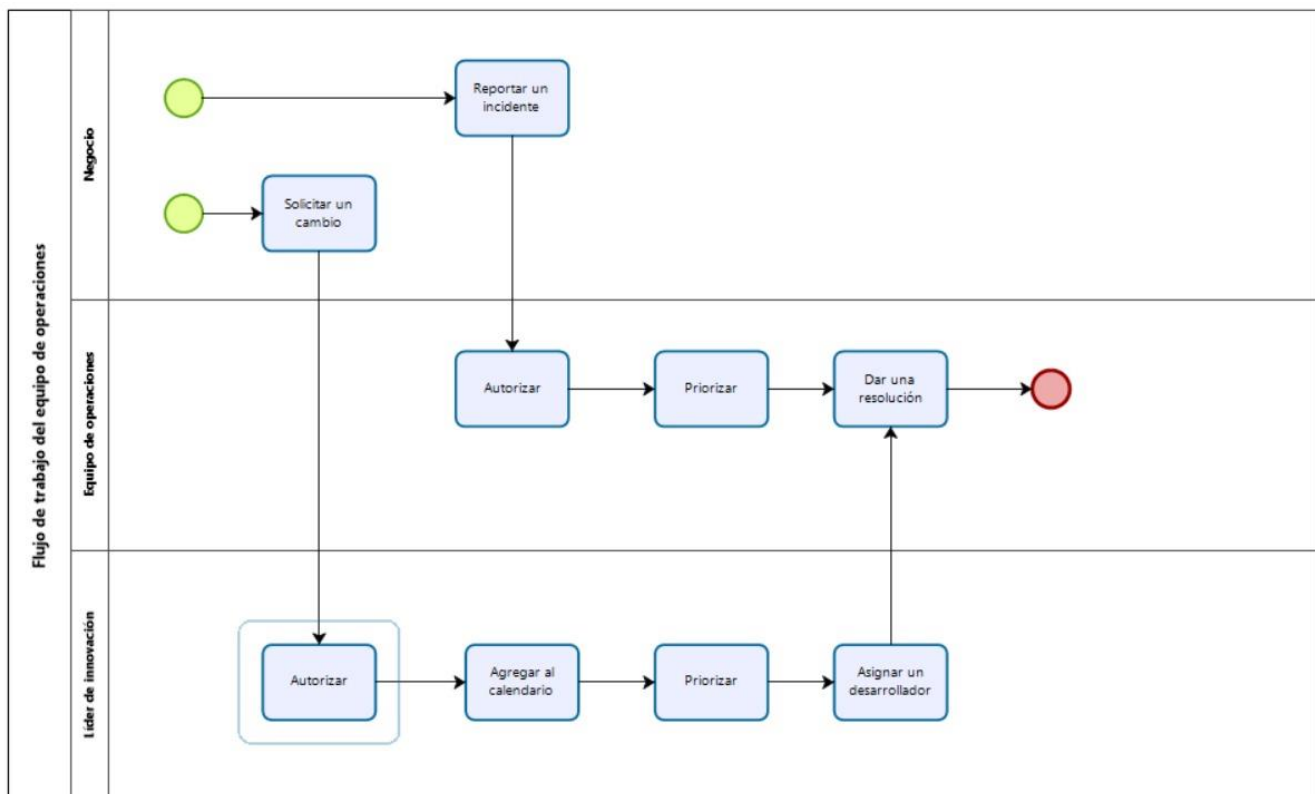 Flujo de trabajo del equipo de operaciones
Negocio
Reportar un
incidente
Solicitar un
cambio
Equipo de operaciones
Autorizar
Priorizar
Dar una
resolución
Líder de innovación
Autorizar
Agregar al
calendario
Priorizar
Asignar un
desarrollador